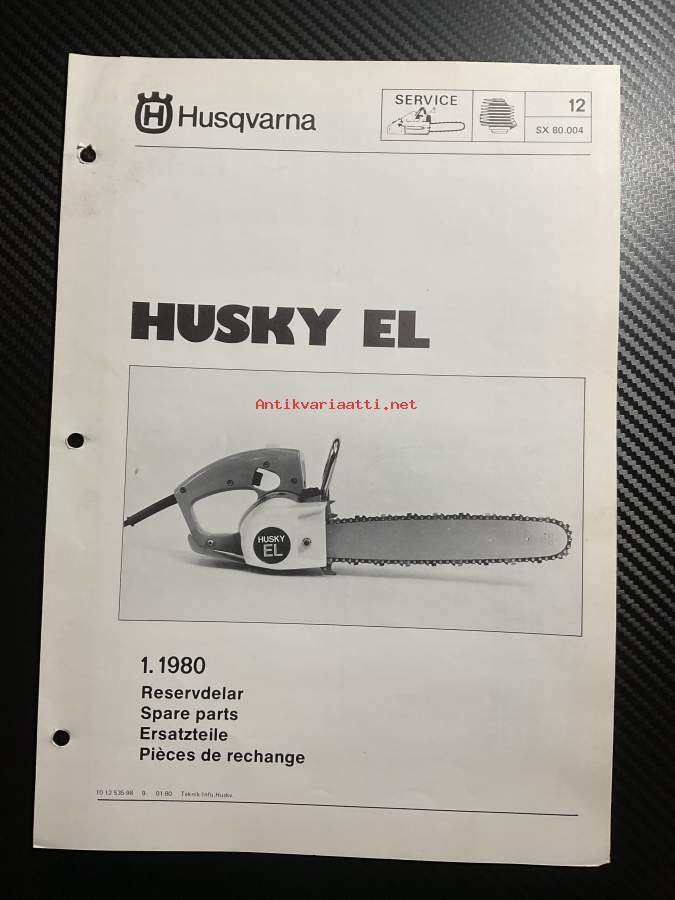 Husqvarna
SERVICE
12
SX 80.004
HUSKY EL
Antikvariaatti.net
HUSKY
EL
1.1980
Reservdelar
Spare parts
Ersatzteile
Pièces de rechange
10 12 535-98 9. 01-80 Teknik-Info, Huskv.